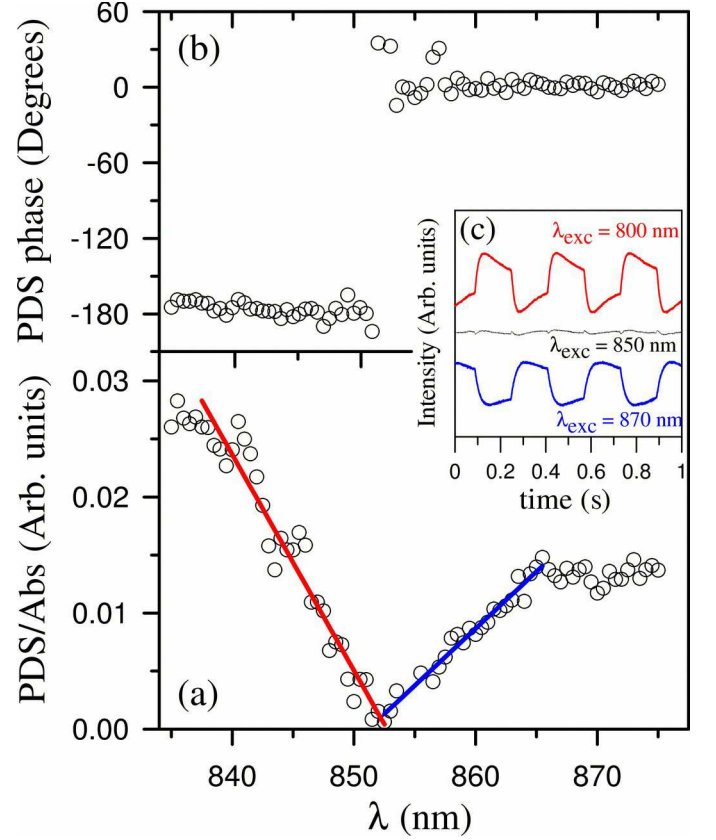 60
(b)
0
-60
-120
-180
PDS phase (Degrees)
(c)
λexc = 800 nm
λexc = 850 nm
λexc = 870 nm
Intensity (Arb. units)
0 0.2 0.4 0.6 0.8 1
time (s)
0.03
0.02
0.01
0.00
PDS/Abs (Arb. units)
(a)
840 850 860 870
λ (nm)